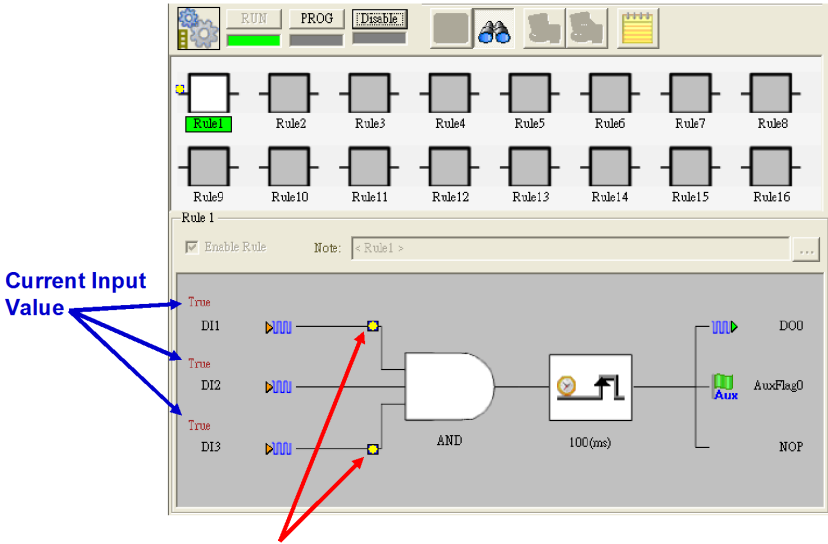 RUN PROG Disable
Rule1 Rule2 Rule3 Rule4 Rule5 Rule6 Rule7 Rule8
Rule9 Rule10 Rule11 Rule12 Rule13 Rule14 Rule15 Rule16
Rule 1
Enable Rule Note: < Rule1 > ...
Current Input
Value
True
DI1 DO0
True
DI2 Aux AuxFlag0
True
DI3 AND 100(ms) NOP